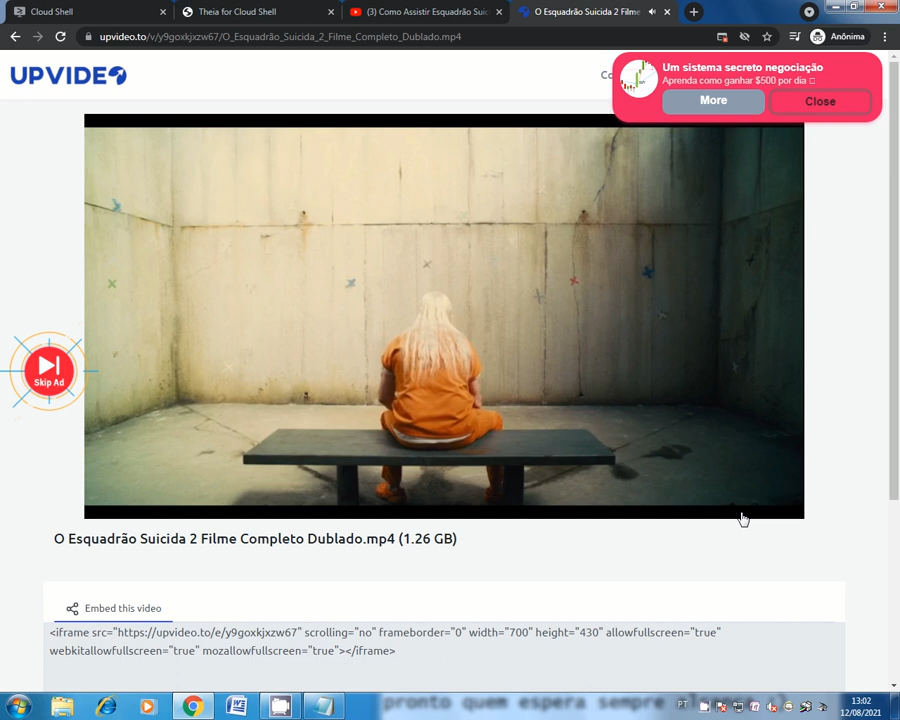 Cloud Shell
Theia for Cloud Shell
(3) Como Assistir Esquadrão Suic
O Esquadrão Suicida 2 Filme
upvideo.to/v/y9goxkjxzw67/O_Esquadrão_Suicida_2_Filme_Completo_Dublado.mp4
Anônima
UPVIDEO
Co
Um sistema secreto negociação
Aprenda como ganhar $500 por dia
More
Close
Skip Ad
O Esquadrão Suicida 2 Filme Completo Dublado.mp4 (1.26 GB)
Embed this video
<iframe src="https://upvideo.to/e/y9goxkjxzw67" scrolling="no" frameborder="0" width="700" height="430" allowfullscreen="true"
webkitallowfullscreen="true" mozallowfullscreen="true"></iframe>
pronto quem espera sempre
PT
13:02
12/08/2021